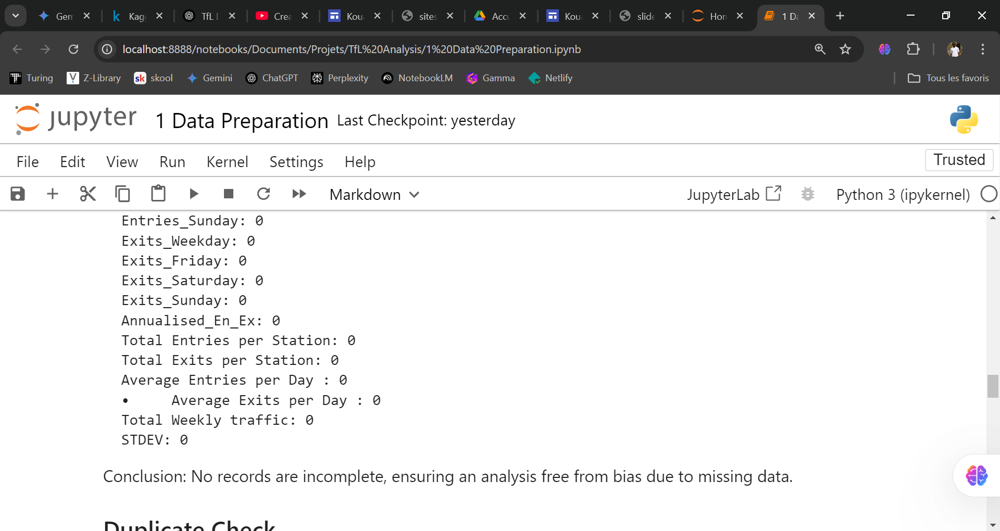 Gen
Kag
TfL D
Crea
Kou
sites
Accu
Kou
slide
Hon
1 Da
localhost:8888/notebooks/Documents/Projets/TfL%20Analysis/1%20Data%20Preparation.ipynb
Turing
Z-Library
sk skool
Gemini
ChatGPT
Perplexity
NotebookLM
Gamma
Netlify
Tous les favoris
jupyter 1 Data Preparation Last Checkpoint: yesterday
File Edit View Run Kernel Settings Help
Trusted
Markdown
JupyterLab
Python 3 (ipykernel)
Entries_Sunday: 0
Exits_Weekday: 0
Exits_Friday: 0
Exits_Saturday: 0
Exits_Sunday: 0
Annualised_En_Ex: 0
Total Entries per Station: 0
Total Exits per Station: 0
Average Entries per Day : 0
•     Average Exits per Day : 0
Total Weekly traffic: 0
STDEV: 0
Conclusion: No records are incomplete, ensuring an analysis free from bias due to missing data.
Duplicate Check